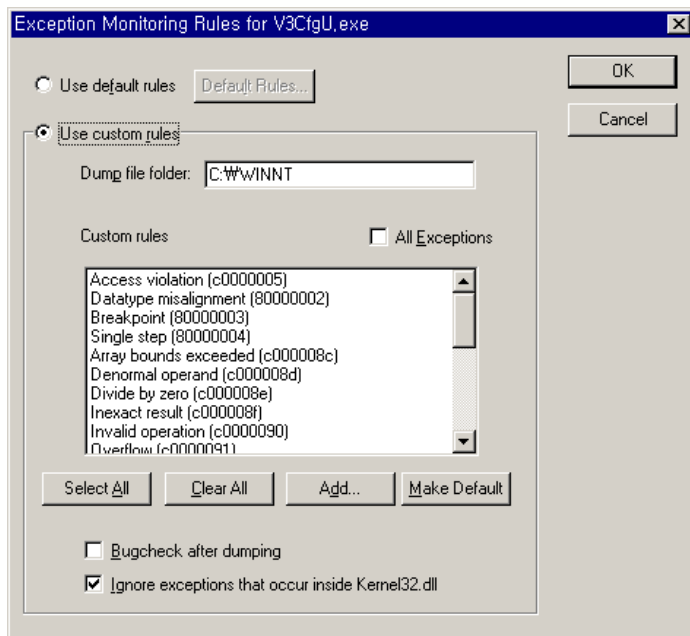 Exception Monitoring Rules for V3CfgU.exe
OK
Use default rules
Default Rules...
Cancel
Use custom rules
Dump file folder:
C:₩WINNT
Custom rules
All Exceptions
Access violation (c0000005)
Datatype misalignment (80000002)
Breakpoint (80000003)
Single step (80000004)
Array bounds exceeded (c000008c)
Denormal operand (c000008d)
Divide by zero (c000008e)
Inexact result (c000008f)
Invalid operation (c0000090)
Overflow (c0000091)
Select All
Clear All
Add...
Make Default
Bugcheck after dumping
Ignore exceptions that occur inside Kernel32.dll